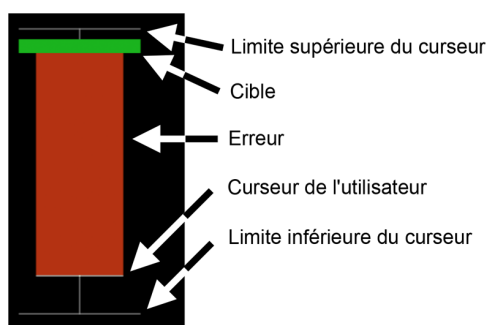 Limite supérieure du curseur
Cible
Erreur
Curseur de l'utilisateur
Limite inférieure du curseur